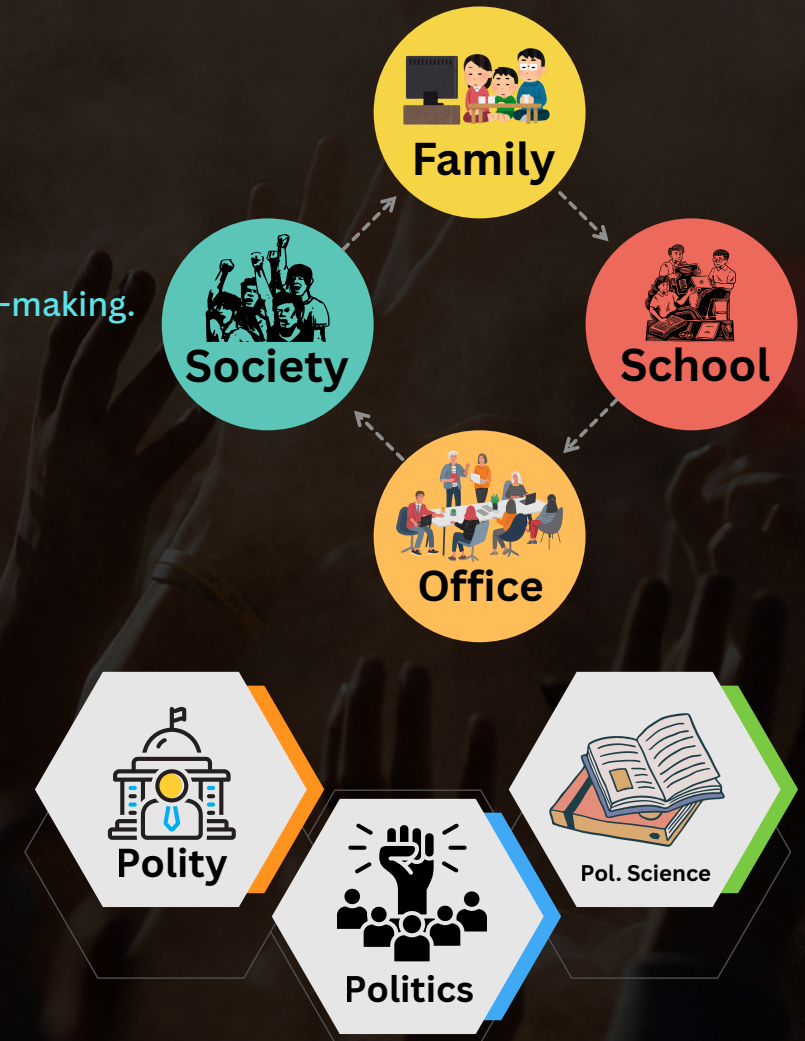 Family
-making.
Society
School
Office
Polity
Pol. Science
Politics